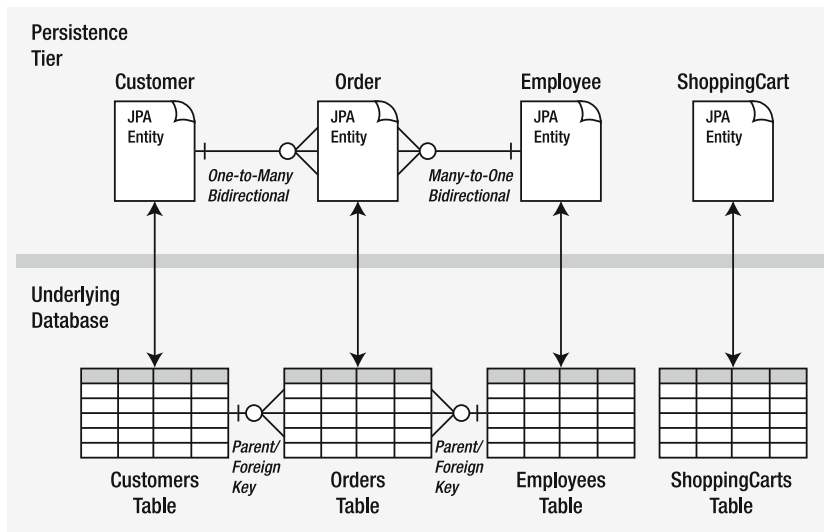 Persistence
Tier
Customer
Order
Employee
ShoppingCart
JPA
Entity
JPA
Entity
JPA
Entity
JPA
Entity
One-to-Many
Bidirectional
Many-to-One
Bidirectional
Underlying
Database
Parent/
Foreign
Key
Parent/
Foreign
Key
Customers
Table
Orders
Table
Employees
Table
ShoppingCarts
Table